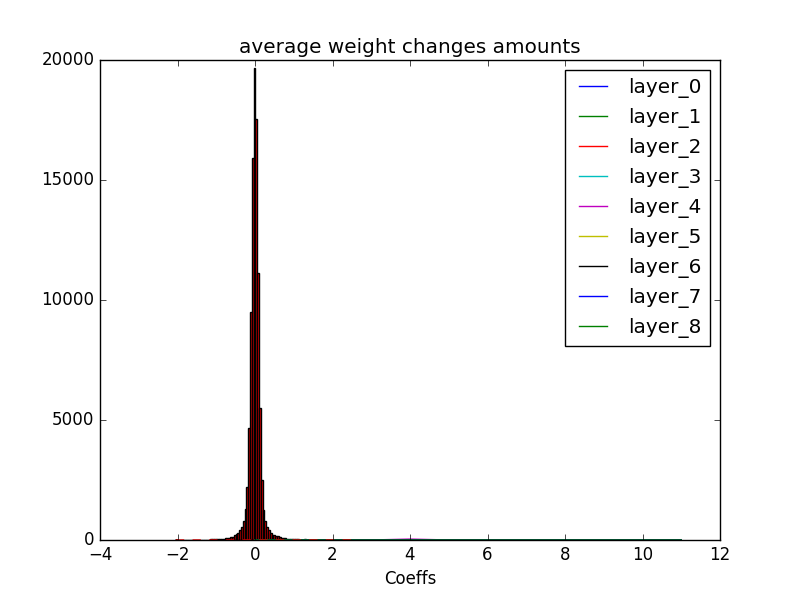 average weight changes amounts
20000
15000
10000
5000
0
−4
−2
0
2
4
6
8
10
12
Coeffs
layer_0
layer_1
layer_2
layer_3
layer_4
layer_5
layer_6
layer_7
layer_8